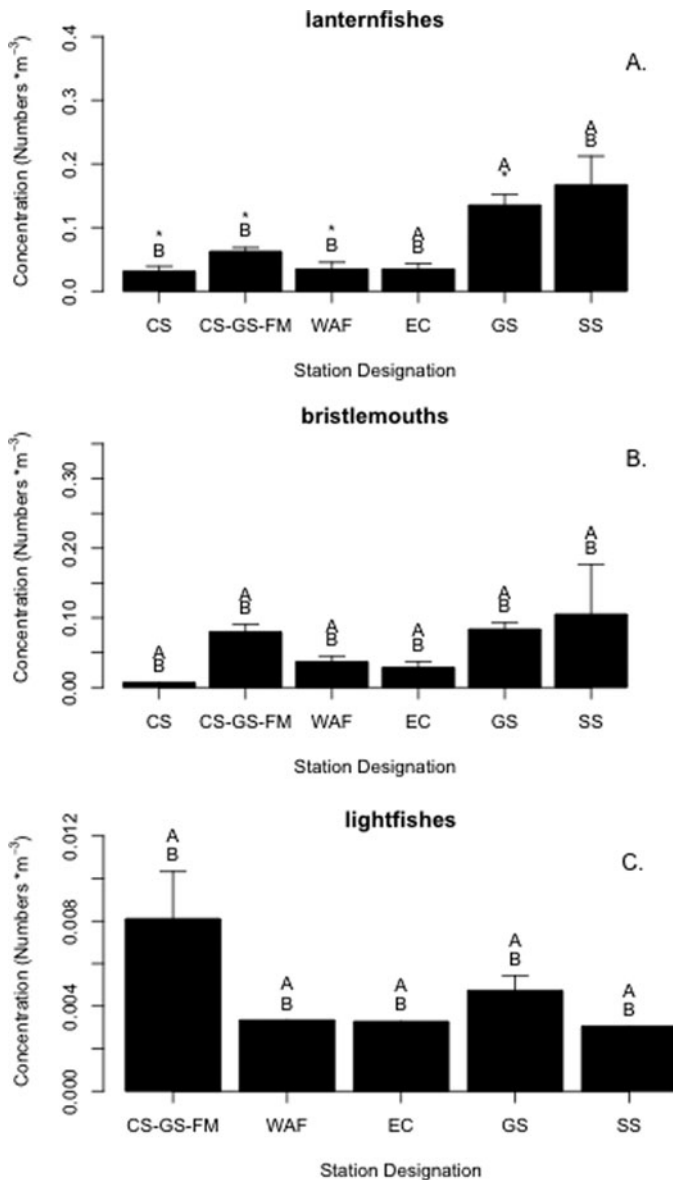 lanternfishes
A.
Concentration (Numbers *m⁻³)
0.0 0.1 0.2 0.3 0.4
* * * A A A
B B B B * B
CS CS-GS-FM WAF EC GS SS
Station Designation
bristlemouths
B.
Concentration (Numbers *m⁻³)
0.00 0.10 0.20 0.30
A A A A A A
B B B B B B
CS CS-GS-FM WAF EC GS SS
Station Designation
lightfishes
C.
Concentration (Numbers *m⁻³)
0.000 0.004 0.008 0.012
A A A A A
B B B B B
CS-GS-FM WAF EC GS SS
Station Designation